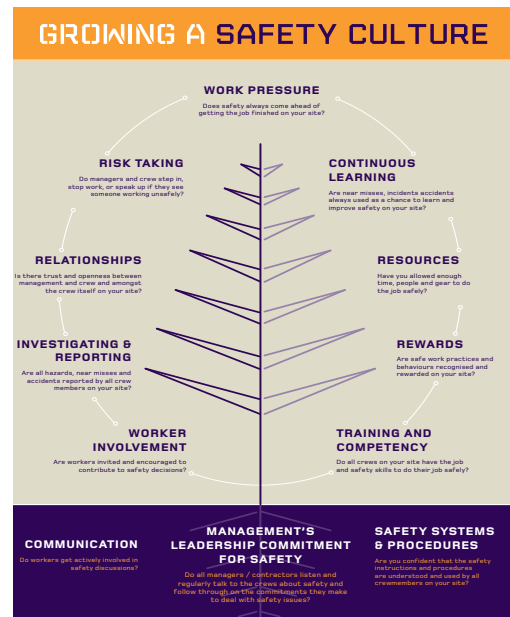 GROWING A SAFETY CULTURE
WORK PRESSURE
Does safety always come ahead of
getting the job finished on your site?
RISK TAKING
Do managers and crew step in,
stop work, or speak up if they see
someone working unsafely?
CONTINUOUS
LEARNING
Are near misses, incidents accidents
always used as a chance to learn and
improve safety on your site?
RELATIONSHIPS
Is there trust and openness between
management and crew and amongst
the crew itself on your site?
RESOURCES
Have you allowed enough
time, people and gear to do
the job safely?
INVESTIGATING &
REPORTING
Are all hazards, near misses and
accidents reported by all crew
members on your site?
REWARDS
Are safe work practices and
behaviours recognised and
rewarded on your site?
WORKER
INVOLVEMENT
Are workers invited and encouraged to
contribute to safety decisions?
TRAINING AND
COMPETENCY
Do all crews on your site have the job
and safety skills to do their job safely?
COMMUNICATION
Do workers get actively involved in
safety discussions?
MANAGEMENT'S
LEADERSHIP COMMITMENT
FOR SAFETY
Do all managers / contractors listen and
regularly talk to the crews about safety and
follow through on the commitments they make
to deal with safety issues?
SAFETY SYSTEMS
& PROCEDURES
Are you confident that the safety
instructions and procedures
are understood and used by all
crewmembers on your site?